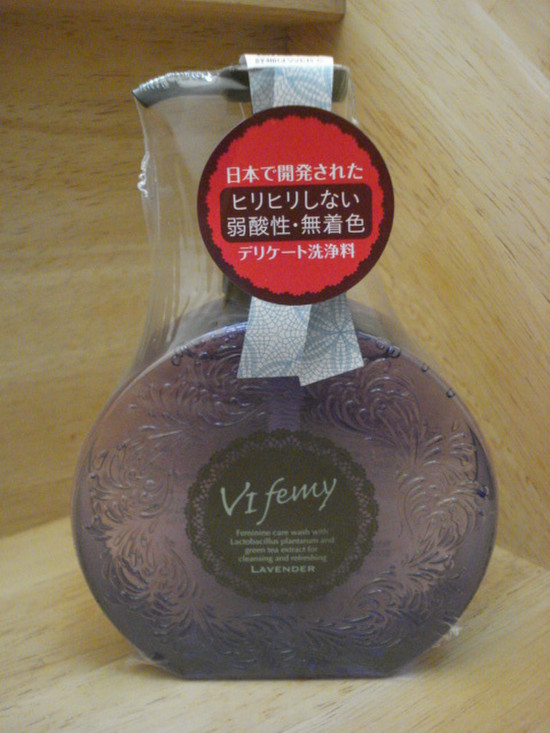 日本で開発された
ヒリヒリしない
弱酸性・無着色
デリケート洗浄料
VIfemy
Feminine care wash with
Lactobacillus plantarum and
green tea extract for
cleansing and refreshing
LAVENDER